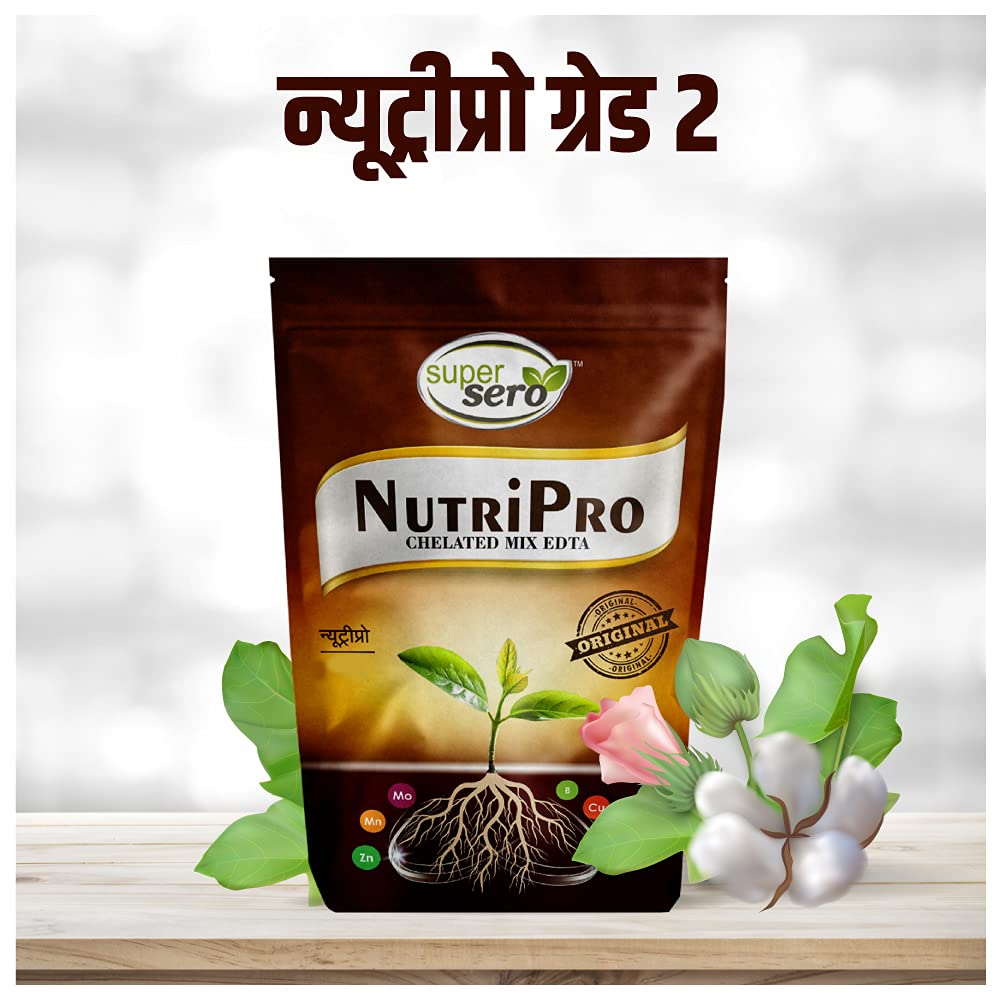 न्यूट्रीप्रो ग्रेड 2
super
sero
TM
NUTRiPRO
CHELATED MIX EDTA
न्यूट्रीप्रो
ORIGINAL
ORIGINAL
ORIGINAL
Mo
Mn
Zn
B
Cu